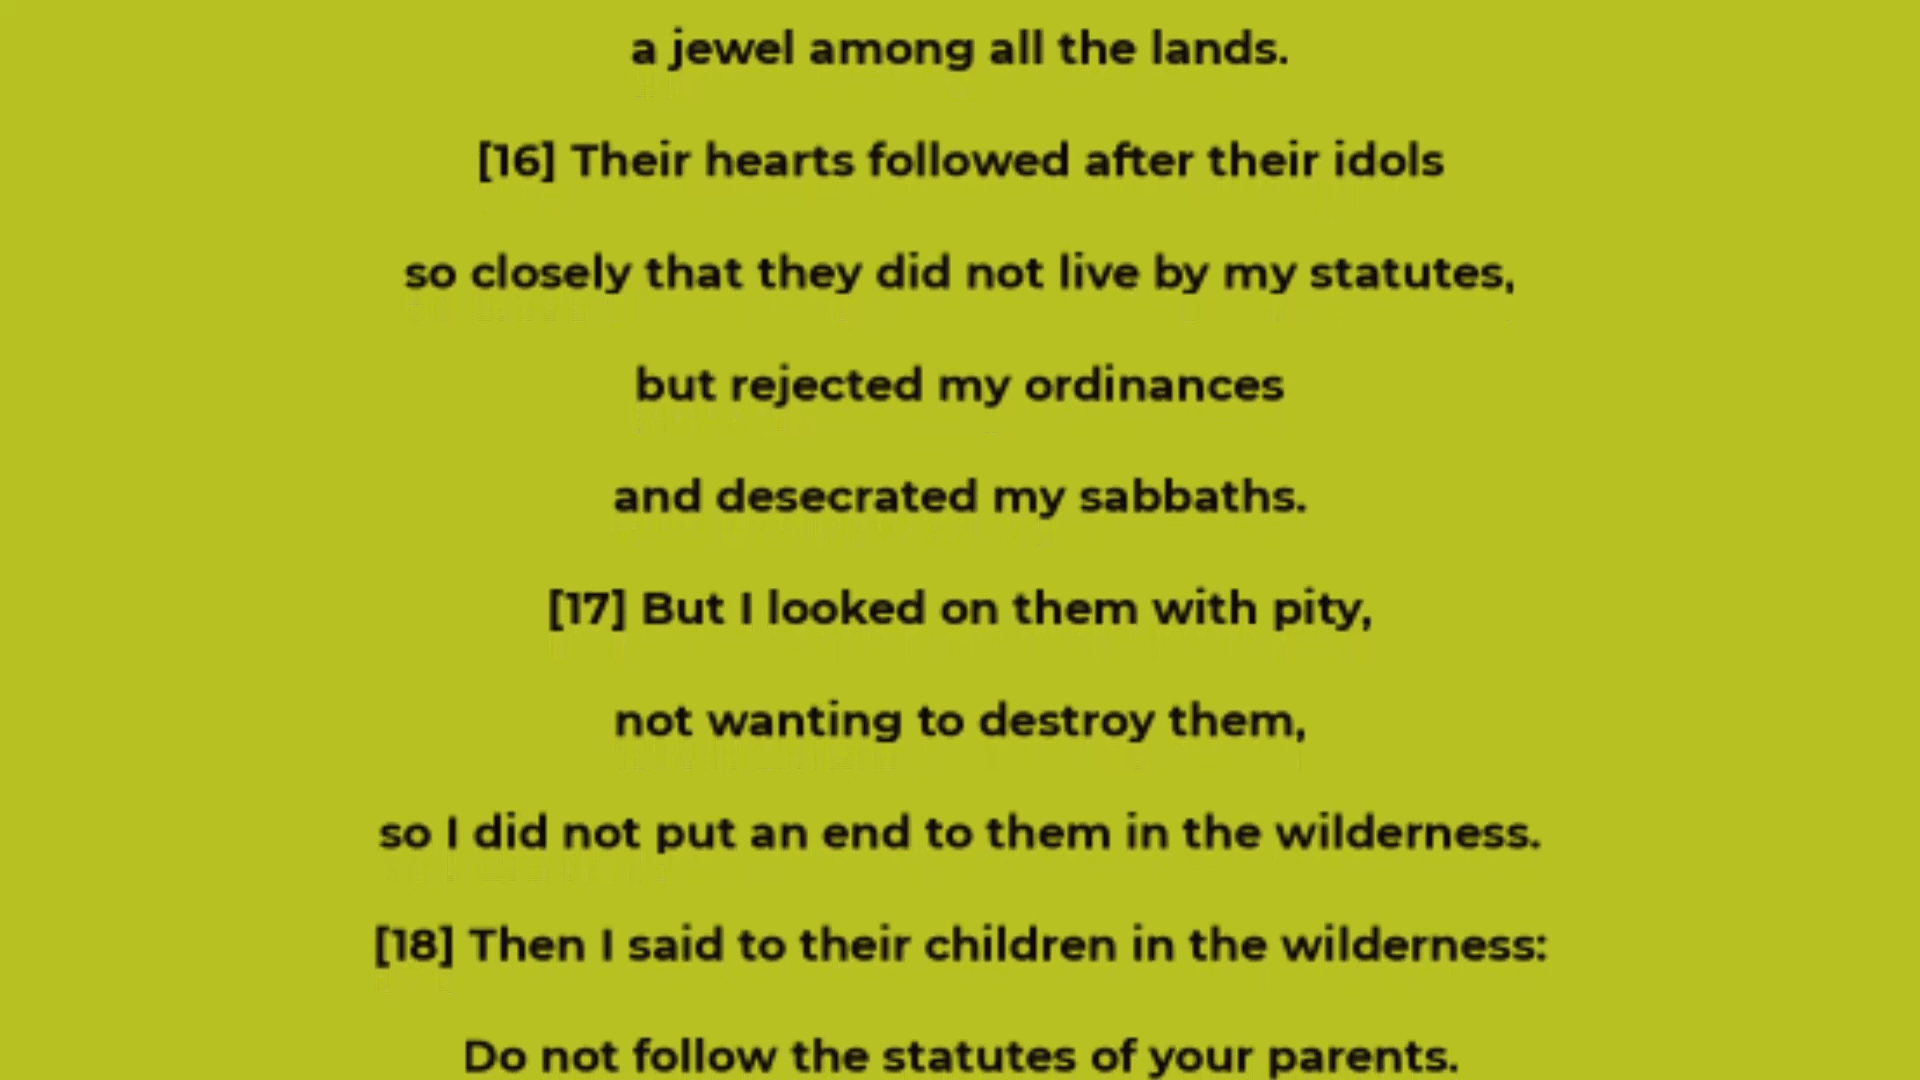 a jewel among all the lands.
[16] Their hearts followed after their idols
so closely that they did not live by my statutes,
but rejected my ordinances
and desecrated my sabbaths.
[17] But I looked on them with pity,
not wanting to destroy them,
so I did not put an end to them in the wilderness.
[18] Then I said to their children in the wilderness:
Do not follow the statutes of your parents.